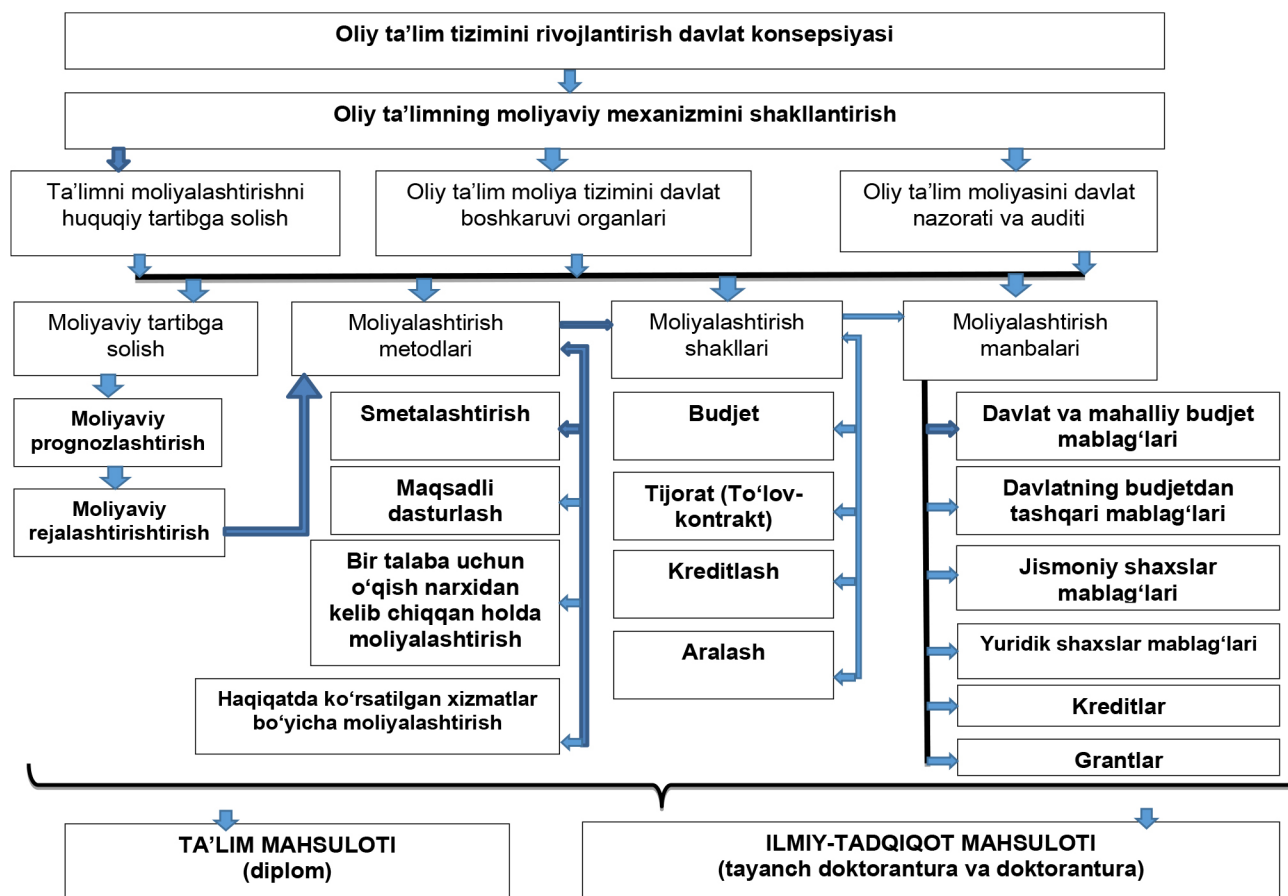 Oliy ta’lim tizimini rivojlantirish davlat konsepsiyasi
Oliy ta’limning moliyaviy mexanizmini shakllantirish
Ta’limni moliyalashtirishni
huquqiy tartibga solish
Oliy ta’lim moliya tizimini davlat
boshkaruvi organlari
Oliy ta’lim moliyasini davlat
nazorati va auditi
Moliyaviy tartibga
solish
Moliyalashtirish
metodlari
Moliyalashtirish
shakllari
Moliyalashtirish
manbalari
Moliyaviy
prognozlashtirish
Moliyaviy
rejalashtirishtirish
Smetalashtirish
Maqsadli
dasturlash
Bir talaba uchun
o‘qish narxidan
kelib chiqqan holda
moliyalashtirish
Haqiqatda ko‘rsatilgan xizmatlar
bo‘yicha moliyalashtirish
Budjet
Tijorat (To‘lov-
kontrakt)
Kreditlash
Aralash
Davlat va mahalliy budjet
mablag‘lari
Davlatning budjetdan
tashqari mablag‘lari
Jismoniy shaxslar
mablag‘lari
Yuridik shaxslar mablag‘lari
Kreditlar
Grantlar
TA’LIM MAHSULOTI
(diplom)
ILMIY-TADQIQOT MAHSULOTI
(tayanch doktorantura va doktorantura)